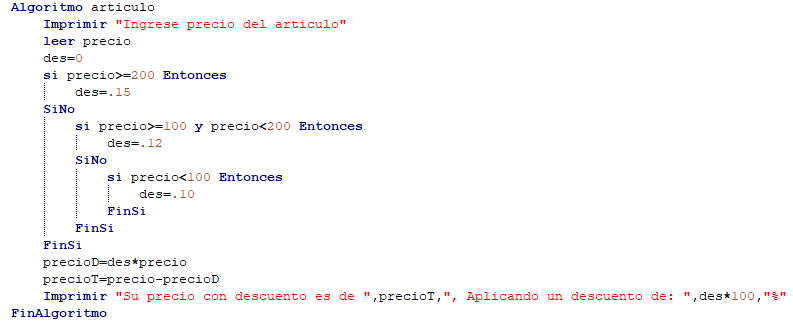 Algoritmo articulo
Imprimir "Ingrese precio del articulo"
leer precio
des=0
si precio>=200 Entonces
des=.15
SiNo
si precio>=100 y precio<200 Entonces
des=.12
SiNo
si precio<100 Entonces
des=.10
FinSi
FinSi
FinSi
precioD=des*precio
precioT=precio-precioD
Imprimir "Su precio con descuento es de ",precioT,", Aplicando un descuento de: ",des*100,"%"
FinAlgoritmo